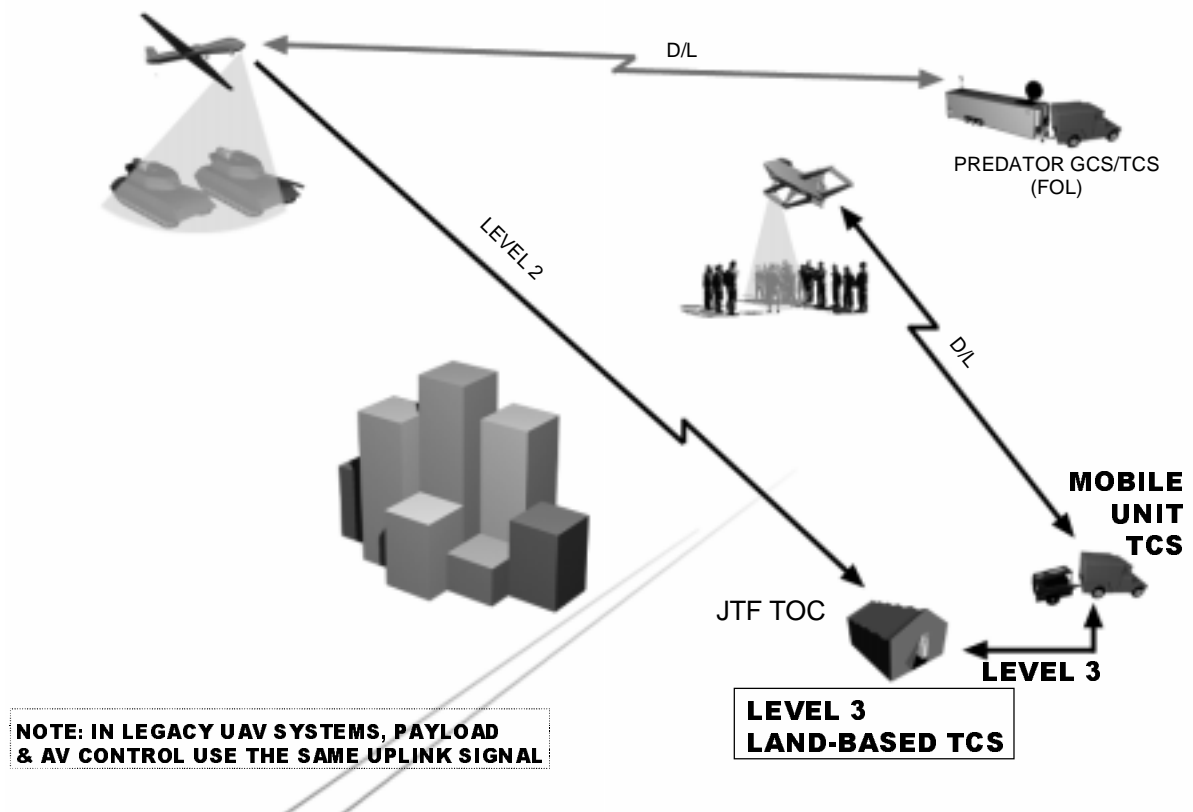 D/L
PREDATOR GCS/TCS
(FOL)
LEVEL 2
D/L
MOBILE
UNIT
TCS
JTF TOC
LEVEL 3
LEVEL 3
LAND-BASED TCS
NOTE: IN LEGACY UAV SYSTEMS, PAYLOAD
& AV CONTROL USE THE SAME UPLINK SIGNAL